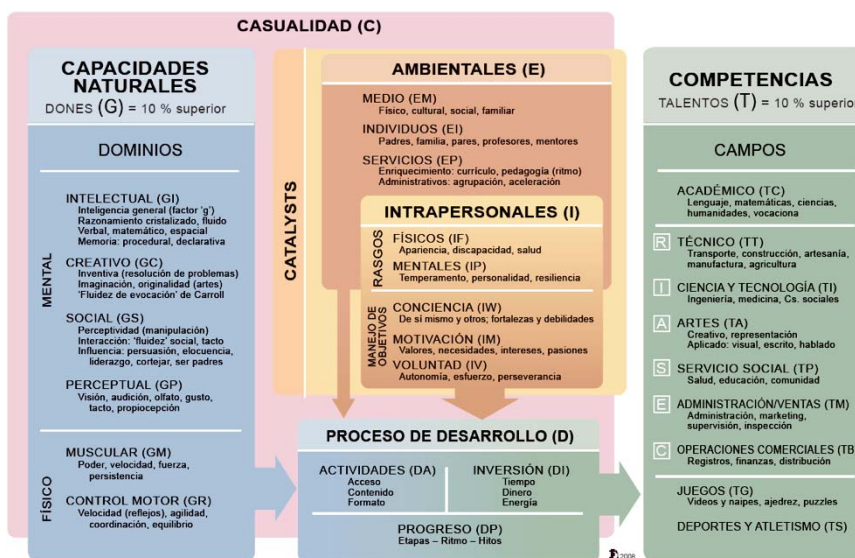 CASUALIDAD (C)
CAPACIDADES
NATURALES
DONES (G) = 10 % superior
DOMINIOS
MENTAL
INTELECTUAL (GI)
Inteligencia general (factor 'g')
Razonamiento cristalizado, fluido
Verbal, matemático, espacial
Memoria: procedural, declarativa
CREATIVO (GC)
Inventiva (resolución de problemas)
Imaginación, originalidad (artes)
'Fluidez de evocación' de Carroll
SOCIAL (GS)
Perceptividad (manipulación)
Interacción: 'fluidez' social, tacto
Influencia: persuasión, elocuencia,
liderazgo, cortejar, ser padres
PERCEPTUAL (GP)
Visión, audición, olfato, gusto,
tacto, propiocepción
FÍSICO
MUSCULAR (GM)
Poder, velocidad, fuerza,
persistencia
CONTROL MOTOR (GR)
Velocidad (reflejos), agilidad,
coordinación, equilibrio
CATALYSTS
AMBIENTALES (E)
MEDIO (EM)
Físico, cultural, social, familiar
INDIVIDUOS (EI)
Padres, familia, pares, profesores, mentores
SERVICIOS (EP)
Enriquecimiento: currículo, pedagogía (ritmo)
Administrativos: agrupación, aceleración
INTRAPERSONALES (I)
RASGOS
FÍSICOS (IF)
Apariencia, discapacidad, salud
MENTALES (IP)
Temperamento, personalidad, resiliencia
MANEJO DE
OBJETIVOS
CONCIENCIA (IW)
De sí mismo y otros; fortalezas y debilidades
MOTIVACIÓN (IM)
Valores, necesidades, intereses, pasiones
VOLUNTAD (IV)
Autonomía, esfuerzo, perseverancia
PROCESO DE DESARROLLO (D)
ACTIVIDADES (DA)
Acceso
Contenido
Formato
INVERSIÓN (DI)
Tiempo
Dinero
Energía
PROGRESO (DP)
Etapas – Ritmo – Hitos
2008
COMPETENCIAS
TALENTOS (T) = 10 % superior
CAMPOS
ACADÉMICO (TC)
Lenguaje, matemáticas, ciencias,
humanidades, vocaciona
R TÉCNICO (TT)
Transporte, construcción, artesanía,
manufactura, agricultura
I CIENCIA Y TECNOLOGÍA (TI)
Ingeniería, medicina, Cs. sociales
A ARTES (TA)
Creativo, representación
Aplicado: visual, escrito, hablado
S SERVICIO SOCIAL (TP)
Salud, educación, comunidad
E ADMINISTRACIÓN/VENTAS (TM)
Administración, marketing,
supervisión, inspección
C OPERACIONES COMERCIALES (TB
Registros, finanzas, distribución
JUEGOS (TG)
Videos y naipes, ajedrez, puzzles
DEPORTES Y ATLETISMO (TS)